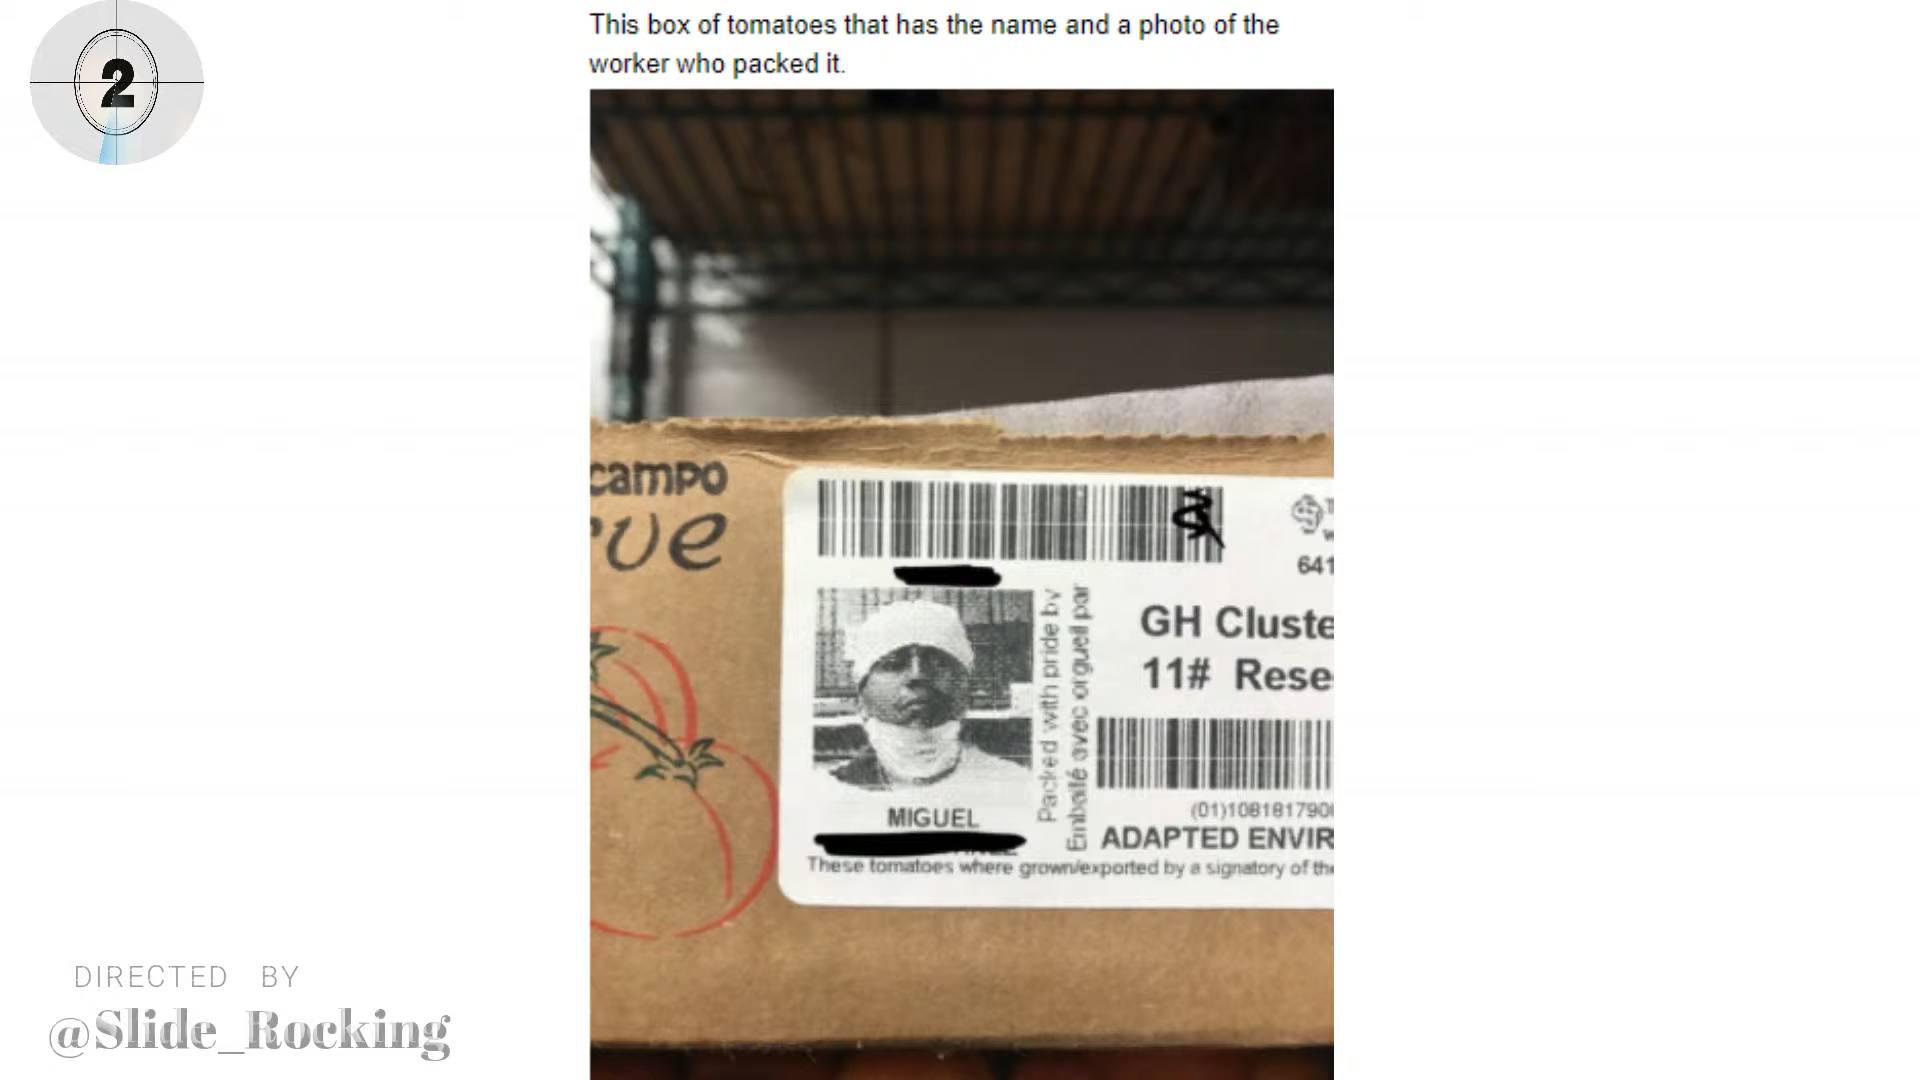 2
This box of tomatoes that has the name and a photo of the
worker who packed it.
campo
rve
641
GH Cluste
11# Rese
Packed with pride by
Emballé avec orgueil par
MIGUEL
(01)1081817900
ADAPTED ENVIR
These tomatoes where grown/exported by a signatory of the
DIRECTED BY
@Slide_Rocking